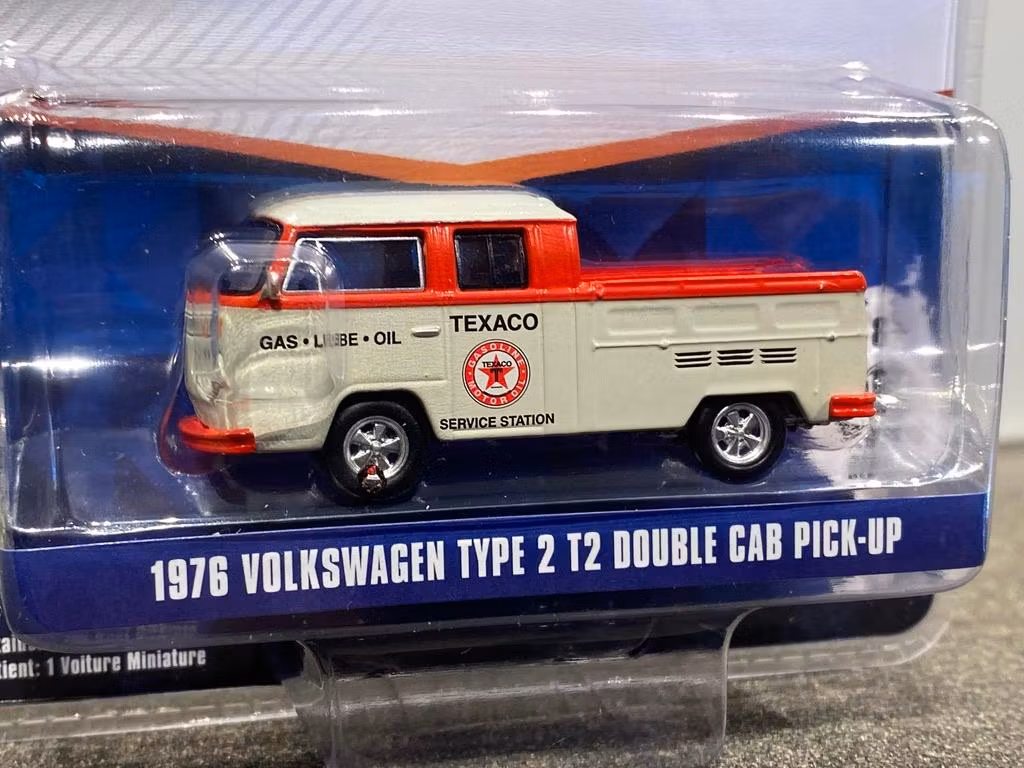 GAS • LUBE • OIL
TEXACO
GASOLINE
TEXACO
T
MOTOR OIL
SERVICE STATION
1976 VOLKSWAGEN TYPE 2 T2 DOUBLE CAB PICK-UP
tient: 1 Voiture Miniature